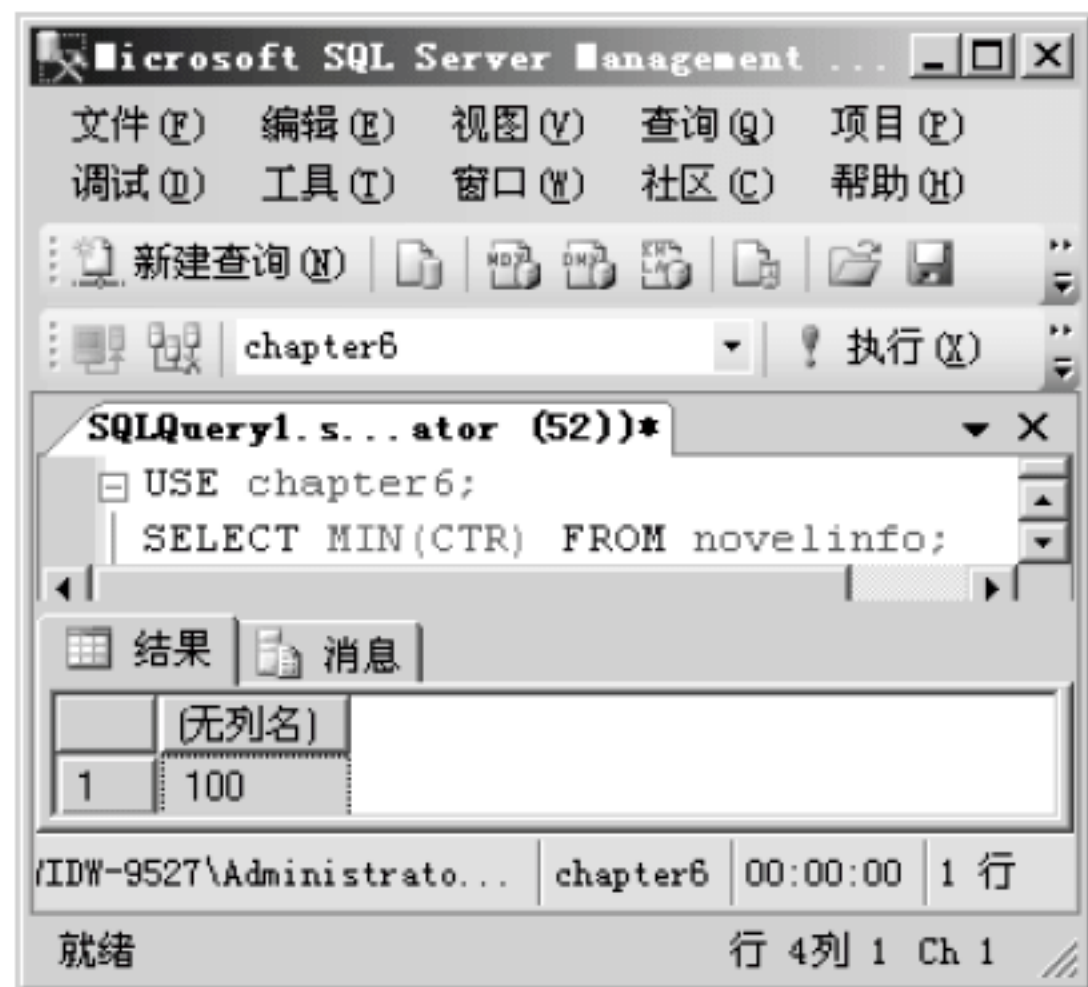 Microsoft SQL Server Management ...
文件(F) 编辑(E) 视图(V) 查询(Q) 项目(P)
调试(D) 工具(T) 窗口(W) 社区(C) 帮助(H)
新建查询(N)
chapter6 执行(X)
SQLQuery1.s...ator (52))*
USE chapter6;
SELECT MIN(CTR) FROM novelinfo;
结果 消息
(无列名)
1 100
YIDW-9527\Administrato... chapter6 00:00:00 1 行
就绪 行 4列 1 Ch 1